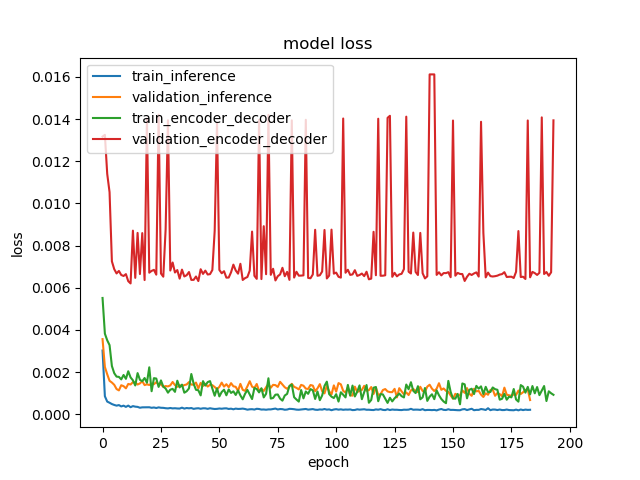 model loss
0.016
0.014
0.012
0.010
0.008
0.006
0.004
0.002
0.000
loss
train_inference
validation_inference
train_encoder_decoder
validation_encoder_decoder
0 25 50 75 100 125 150 175 200
epoch